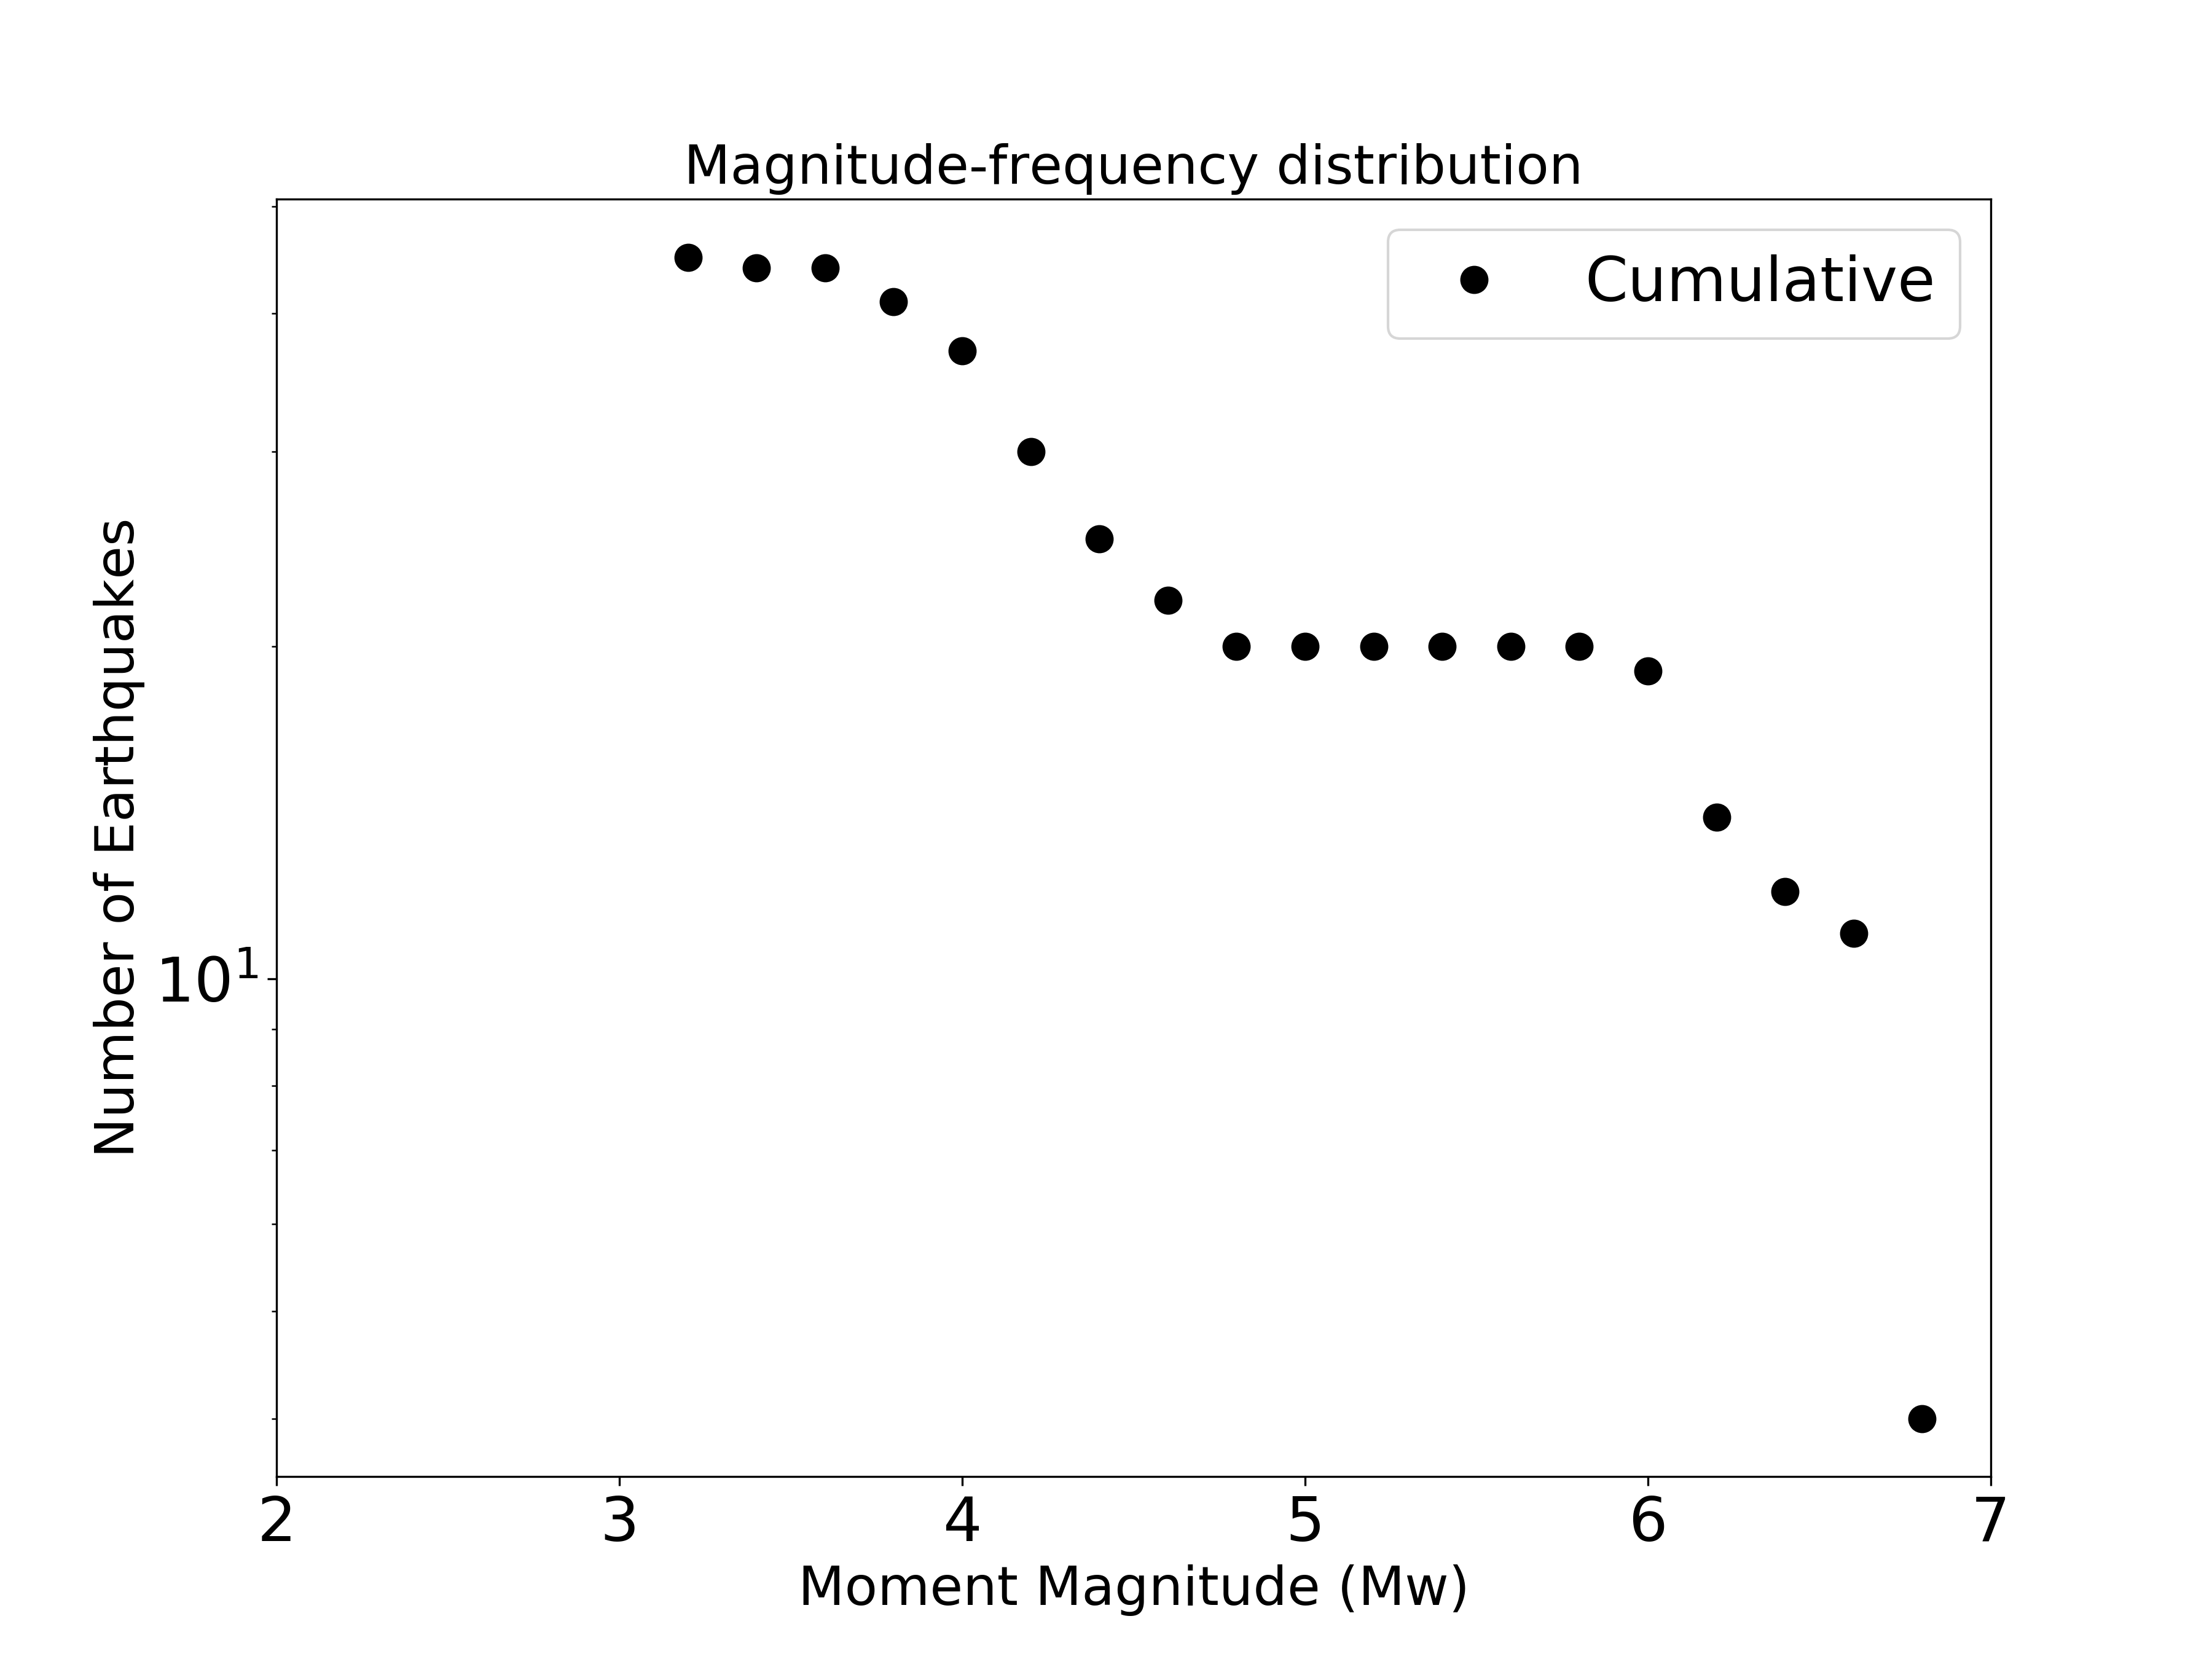 Magnitude-frequency distribution
Cumulative
Number of Earthquakes
10¹
2 3 4 5 6 7
Moment Magnitude (Mw)